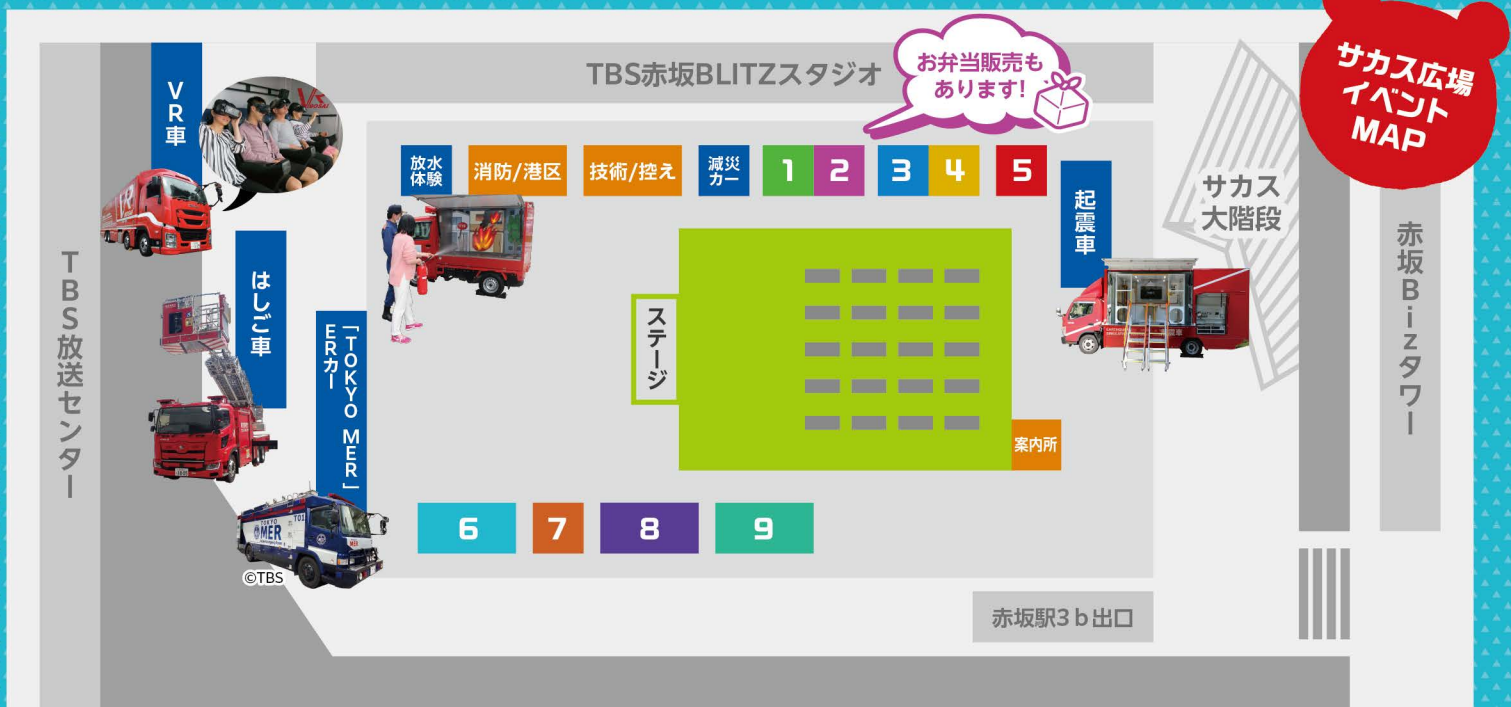 サカス広場
イベント
MAP
お弁当販売も
あります!
TBS赤坂BLITZスタジオ
VR車
放水
体験
消防/港区
技術/控え
減災
カー
1
2
3
4
5
起震車
サカス
大階段
赤坂Bizタワー
TBS放送センター
はしご車
「TOKYO MER」
ERカー
ステージ
案内所
6
7
8
9
TOKYO
MER
T01
©TBS
赤坂駅3b出口